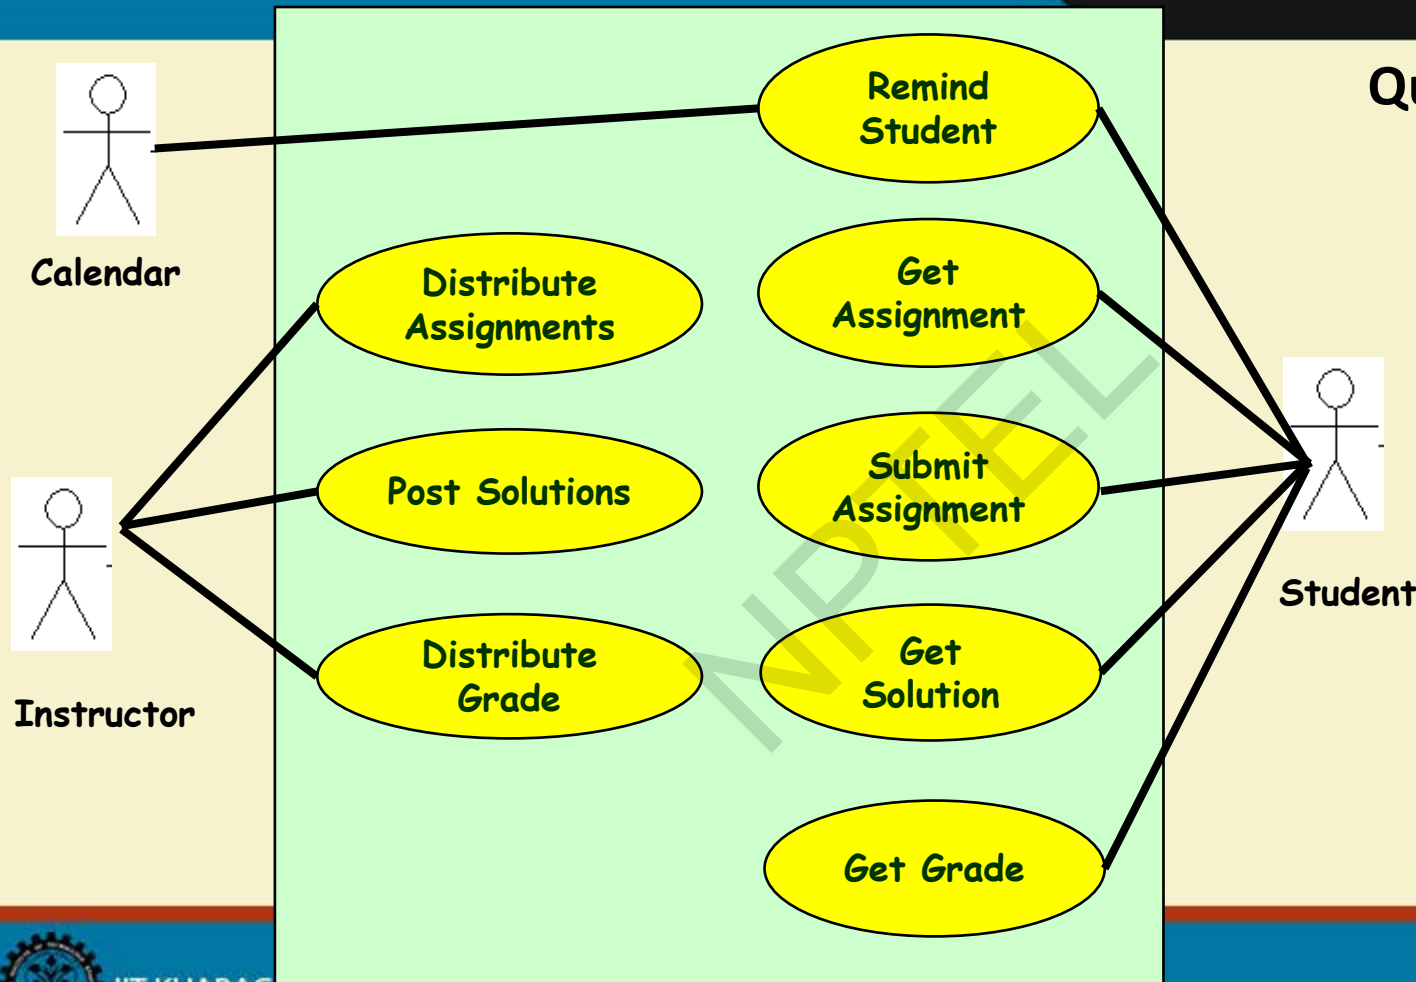 Remind
Student
Calendar
Distribute
Assignments
Get
Assignment
Post Solutions
Submit
Assignment
Student
Distribute
Grade
Get
Solution
Instructor
Get Grade
NPTEL